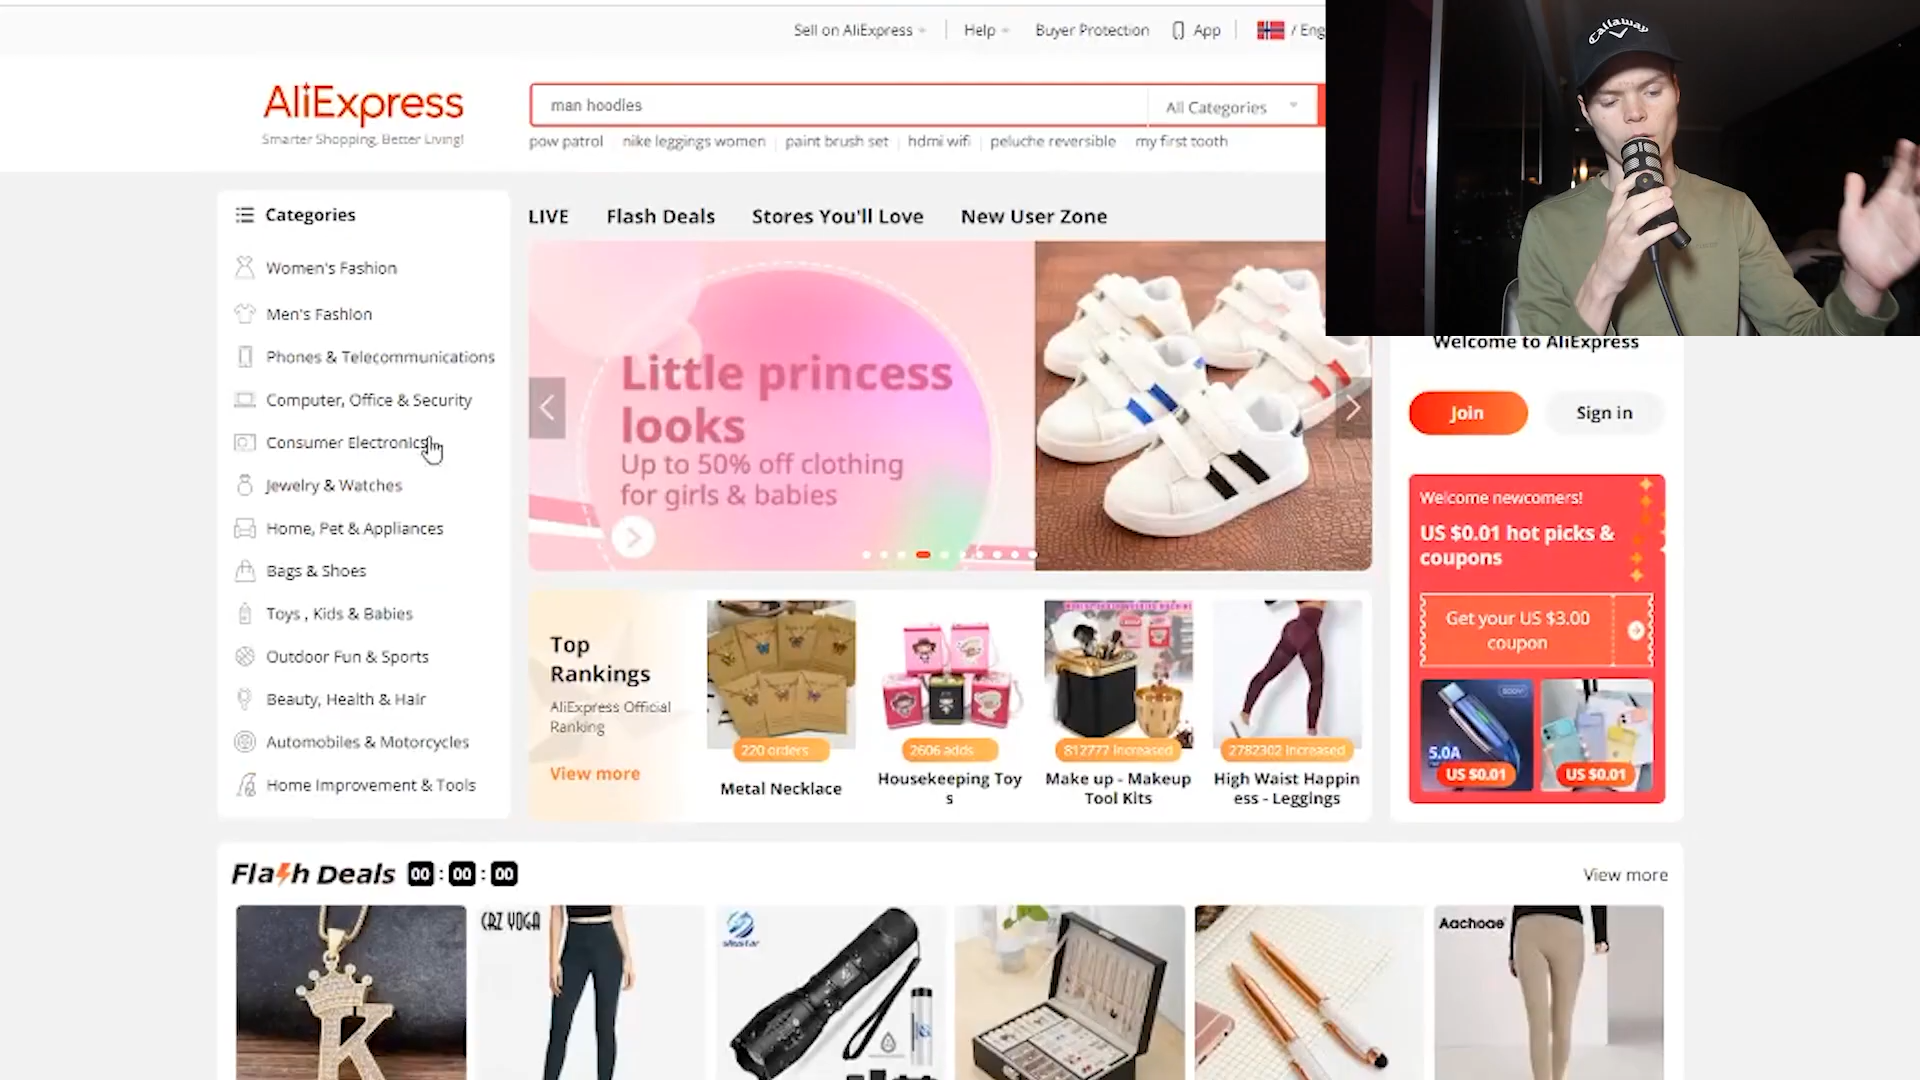 Sell on AliExpress
Help
Buyer Protection
App
/ Eng
AliExpress
Smarter Shopping, Better Living!
man hoodies
All Categories
pow patrol
nike leggings women
paint brush set
hdmi wifi
peluche reversible
my first tooth
Callaway
Categories
Women's Fashion
Men's Fashion
Phones & Telecommunications
Computer, Office & Security
Consumer Electronics
Jewelry & Watches
Home, Pet & Appliances
Bags & Shoes
Toys , Kids & Babies
Outdoor Fun & Sports
Beauty, Health & Hair
Automobiles & Motorcycles
Home Improvement & Tools
LIVE
Flash Deals
Stores You'll Love
New User Zone
Little princess
looks
Up to 50% off clothing
for girls & babies
Welcome to AliExpress
Join
Sign in
Welcome newcomers!
US $0.01 hot picks &
coupons
Get your US $3.00
coupon
BODY
5.0A
US $0.01
US $0.01
Top
Rankings
AliExpress Official
Ranking
View more
220 orders
Metal Necklace
2606 adds
Housekeeping Toy
s
812777 increased
Make up - Makeup
Tool Kits
2782302 increased
High Waist Happin
ess - Leggings
Flash Deals 00 : 00 : 00
View more
K
CRZ YOGA
Aachoae